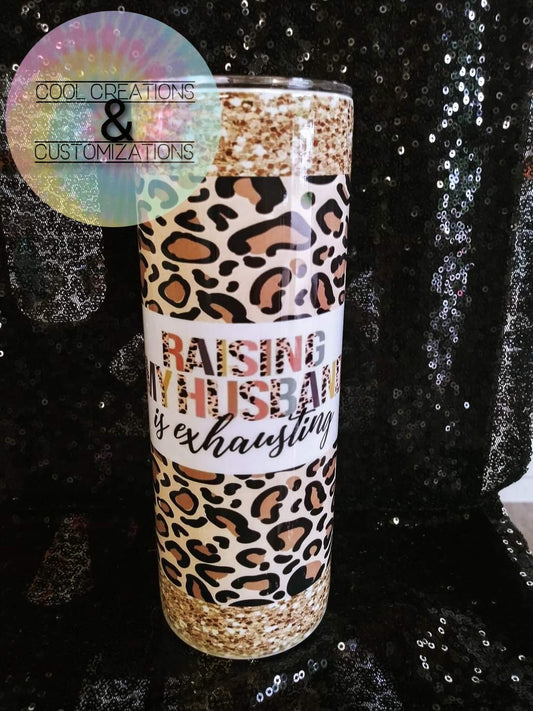 COOL CREATIONS
&
CUSTOMIZATIONS
RAISING
MY HUSBAND
is exhausting